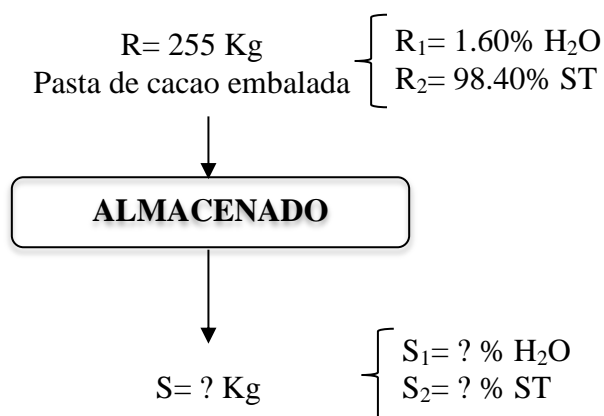 R= 255 Kg
Pasta de cacao embalada
R₁= 1.60% H₂O
R₂= 98.40% ST
ALMACENADO
S= ? Kg
S₁= ? % H₂O
S₂= ? % ST